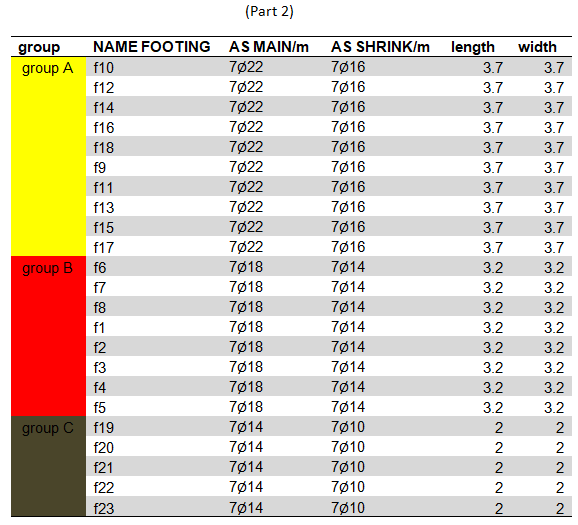 (Part 2)
group NAME FOOTING AS MAIN/m AS SHRINK/m length width
group A f10 7Ø22 7Ø16 3.7 3.7
f12 7Ø22 7Ø16 3.7 3.7
f14 7Ø22 7Ø16 3.7 3.7
f16 7Ø22 7Ø16 3.7 3.7
f18 7Ø22 7Ø16 3.7 3.7
f9 7Ø22 7Ø16 3.7 3.7
f11 7Ø22 7Ø16 3.7 3.7
f13 7Ø22 7Ø16 3.7 3.7
f15 7Ø22 7Ø16 3.7 3.7
f17 7Ø22 7Ø16 3.7 3.7
group B f6 7Ø18 7Ø14 3.2 3.2
f7 7Ø18 7Ø14 3.2 3.2
f8 7Ø18 7Ø14 3.2 3.2
f1 7Ø18 7Ø14 3.2 3.2
f2 7Ø18 7Ø14 3.2 3.2
f3 7Ø18 7Ø14 3.2 3.2
f4 7Ø18 7Ø14 3.2 3.2
f5 7Ø18 7Ø14 3.2 3.2
group C f19 7Ø14 7Ø10 2 2
f20 7Ø14 7Ø10 2 2
f21 7Ø14 7Ø10 2 2
f22 7Ø14 7Ø10 2 2
f23 7Ø14 7Ø10 2 2